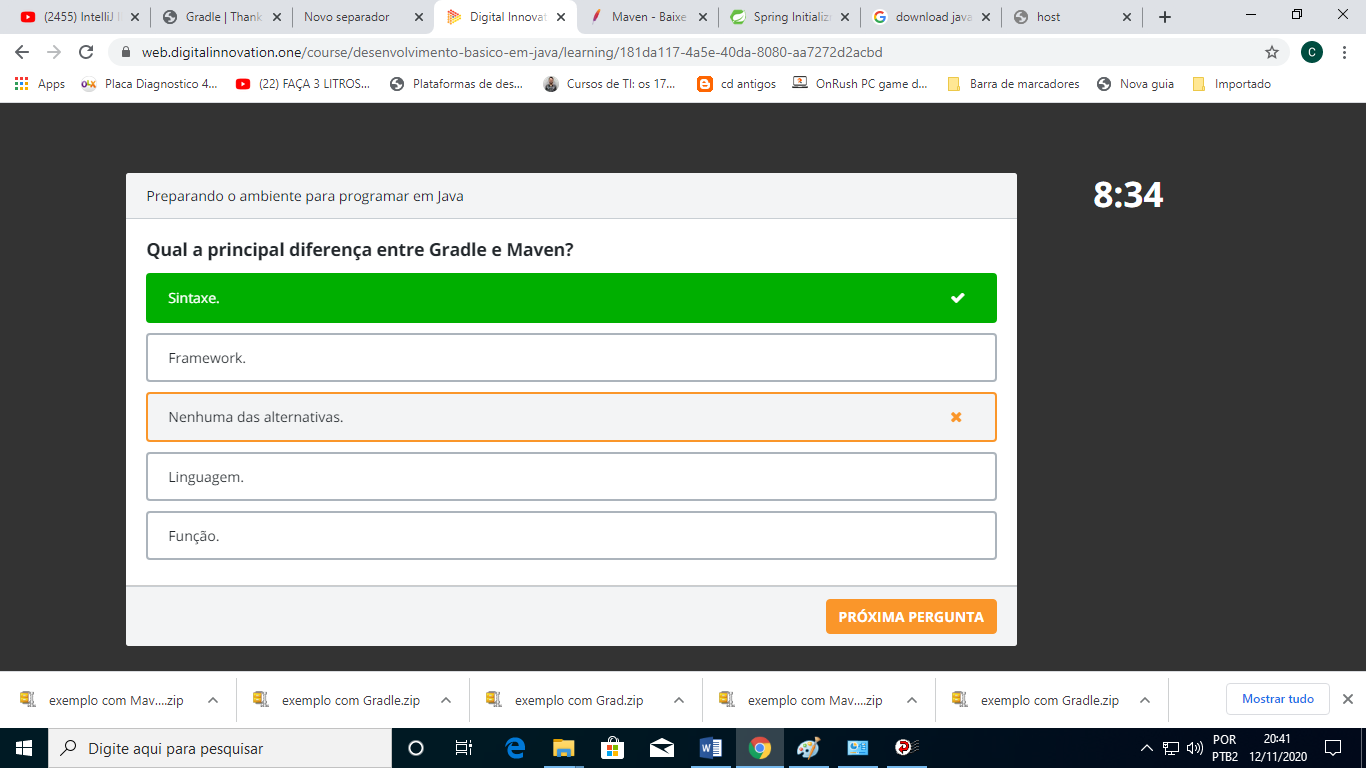 (2455) IntelliJ I
Gradle | Thank
Novo separador
Digital Innovat
Maven - Baixe
Spring Initializ
download java
host
web.digitalinnovation.one/course/desenvolvimento-basico-em-java/learning/181da117-4a5e-40da-8080-aa7272d2acbd
C
Apps
Placa Diagnostico 4...
(22) FAÇA 3 LITROS...
Plataformas de des...
Cursos de TI: os 17...
cd antigos
OnRush PC game d...
Barra de marcadores
Nova guia
Importado
Preparando o ambiente para programar em Java
8:34
Qual a principal diferença entre Gradle e Maven?
Sintaxe.
Framework.
Nenhuma das alternativas.
Linguagem.
Função.
PRÓXIMA PERGUNTA
exemplo com Mav....zip
exemplo com Gradle.zip
exemplo com Grad.zip
exemplo com Mav....zip
exemplo com Gradle.zip
Mostrar tudo
Digite aqui para pesquisar
POR
PTB2
20:41
12/11/2020